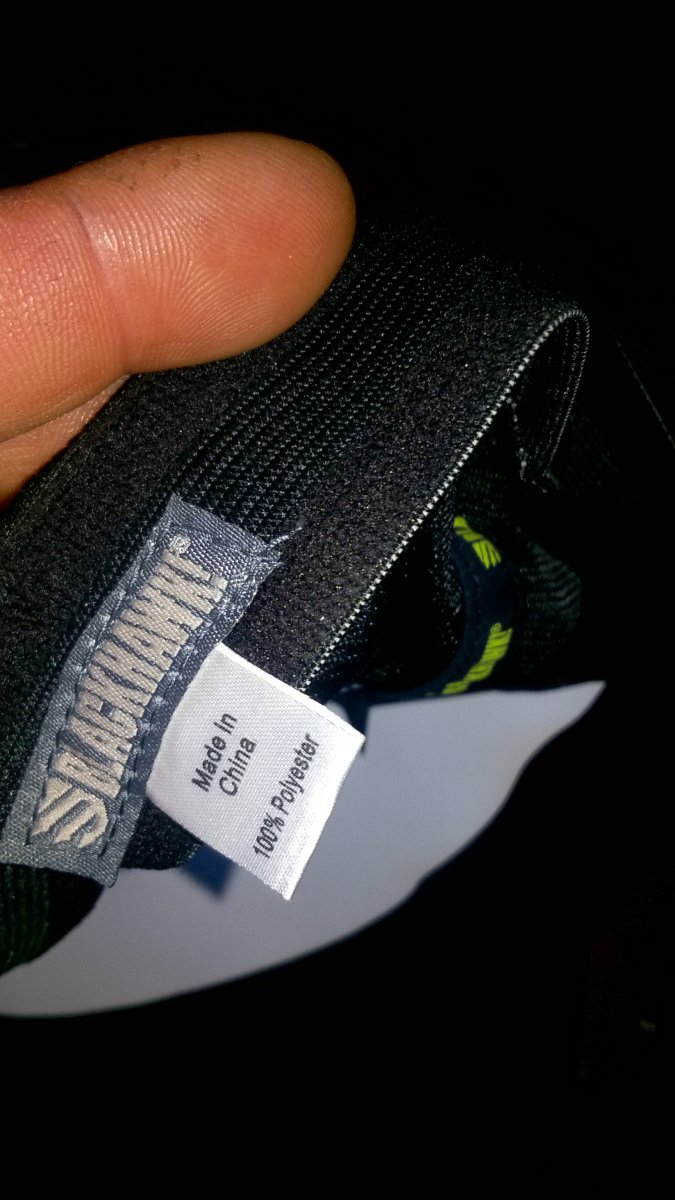 BLACKHAWK!®
Made In
China
100% Polyester